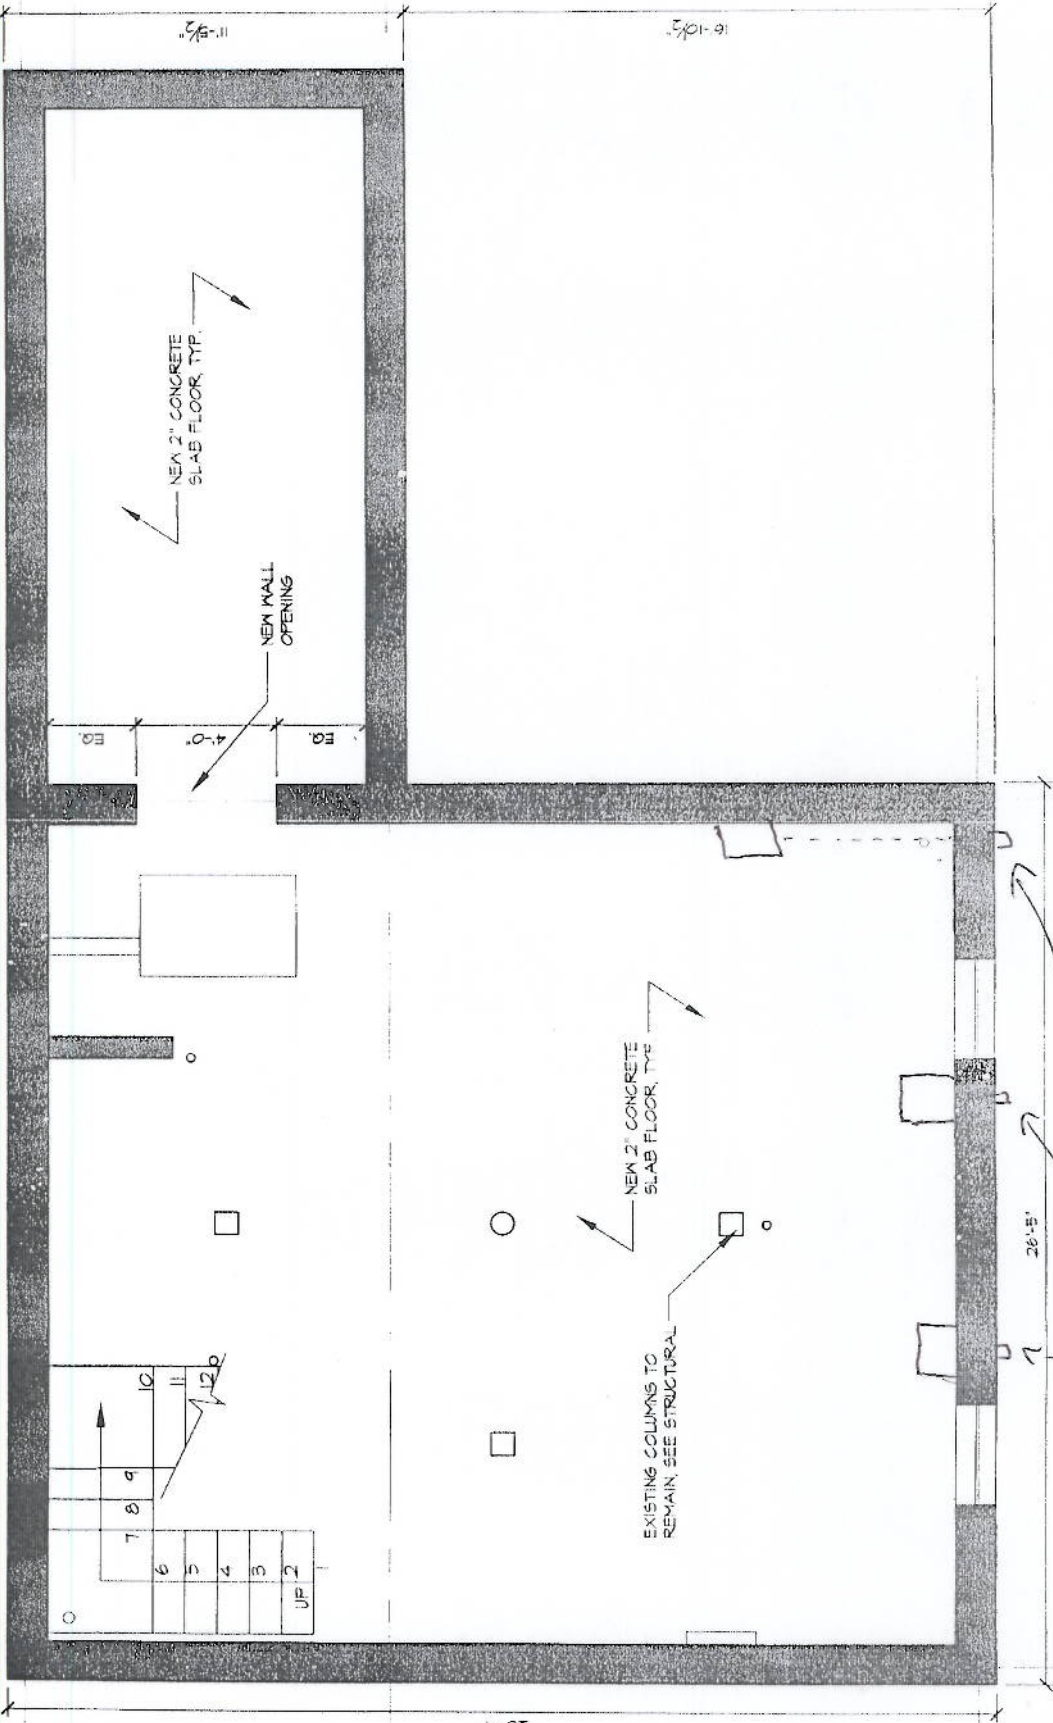 11'-5½"
16'-10½"
NEW 2" CONCRETE
SLAB FLOOR, TYP.
NEW WALL
OPENING
EQ.
4'-0"
EQ.
NEW 2" CONCRETE
SLAB FLOOR, TYP
EXISTING COLUMNS TO
REMAIN, SEE STRUCTURAL
26'-5"
12
11
10
9
8
7
6
5
4
3
2
UP